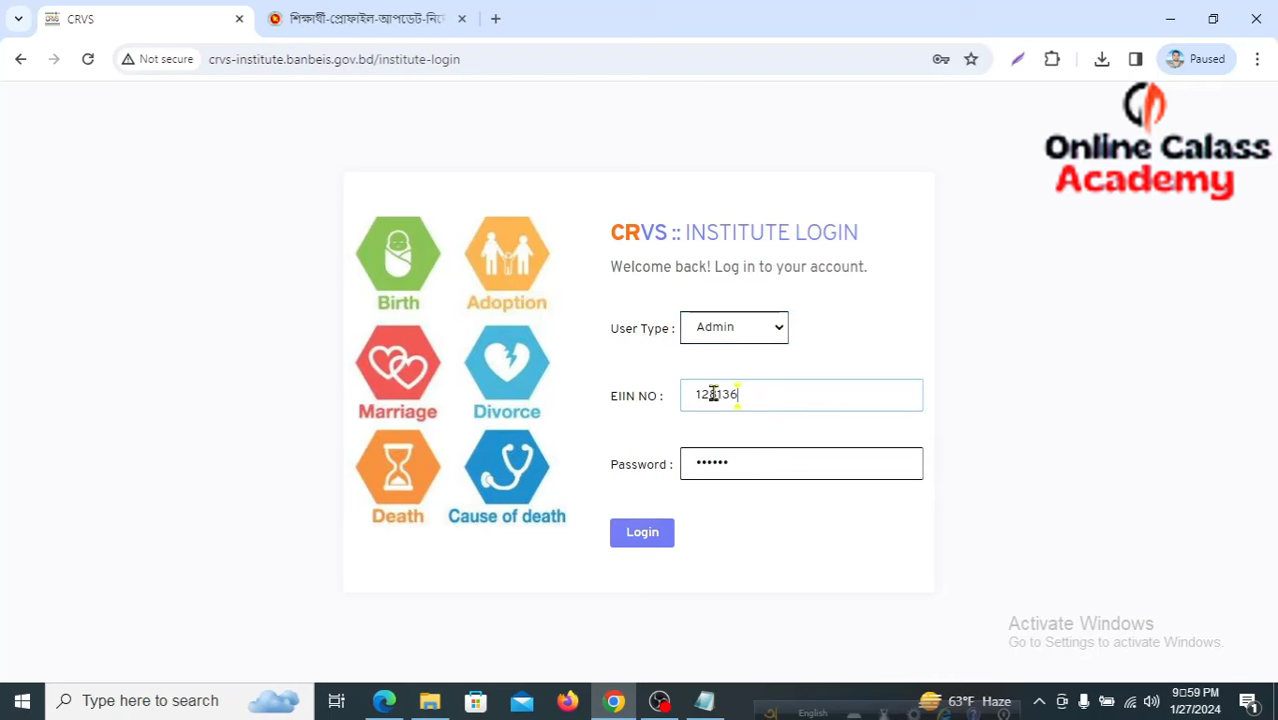 CRVS
শিক্ষার্থী-প্রোফাইল-আপডেট-নির্দে
Not secure
crvs-institute.banbeis.gov.bd/institute-login
Paused
Online Calass
Academy
CRVS :: INSTITUTE LOGIN
Welcome back! Log in to your account.
Birth
Adoption
User Type :
Admin
EIIN NO :
128136
Marriage
Divorce
Password :
••••••
Death
Cause of death
Login
Activate Windows
Go to Settings to activate Windows.
Type here to search
63°F Haze
English
9:59 PM
1/27/2024
1